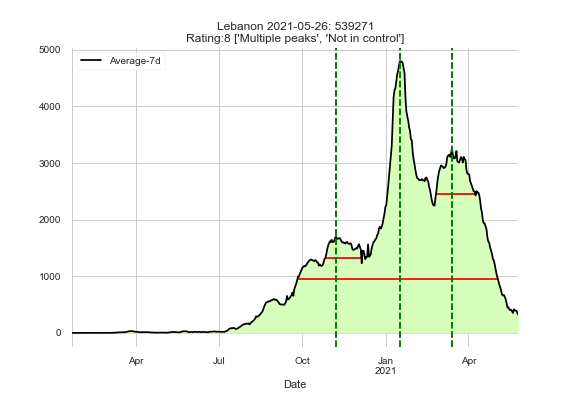 Lebanon 2021-05-26: 539271
Rating:8 ['Multiple peaks', 'Not in control']
Average-7d
5000
4000
3000
2000
1000
0
Apr
Jul
Oct
Jan
2021
Apr
Date